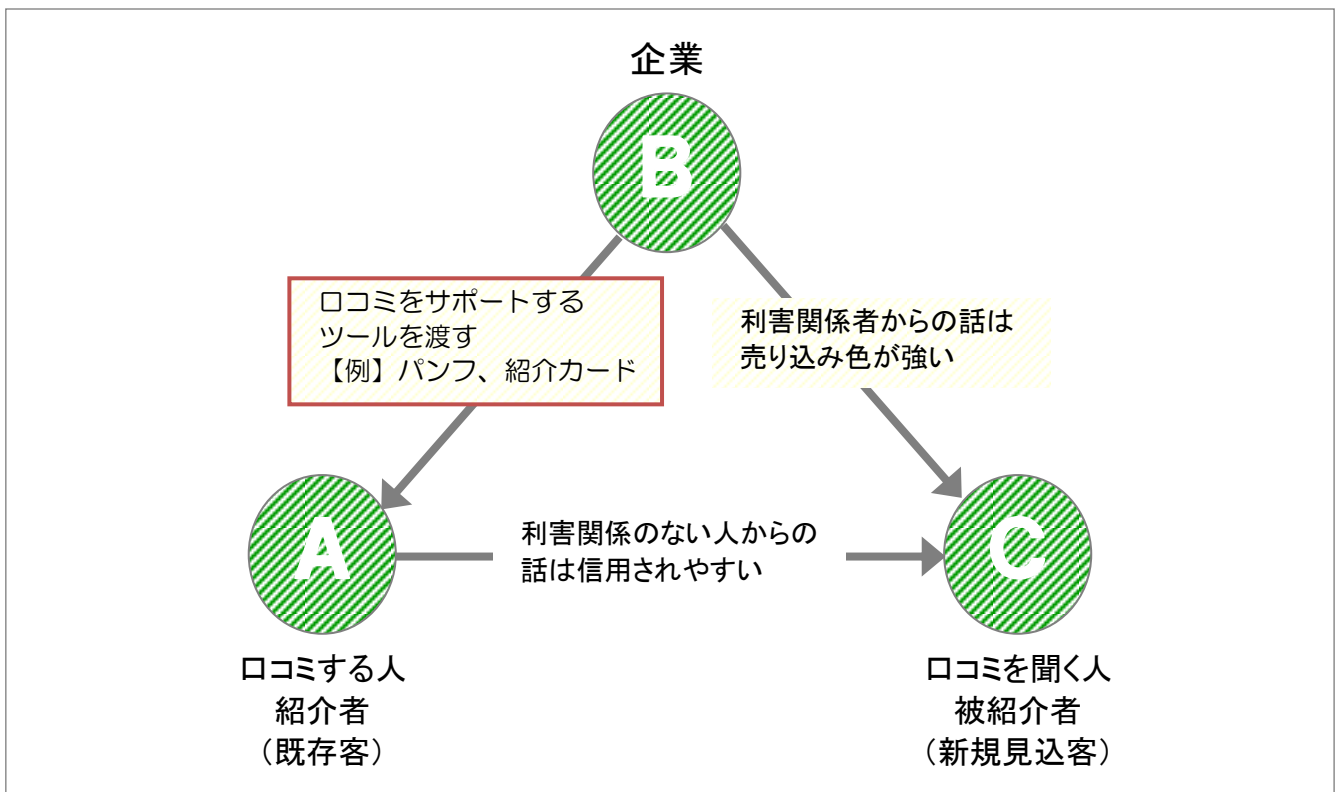 企業
B
口コミをサポートする
ツールを渡す
【例】パンフ、紹介カード
利害関係者からの話は
売り込み色が強い
A
利害関係のない人からの
話は信用されやすい
C
口コミする人
紹介者
（既存客）
口コミを聞く人
被紹介者
（新規見込客）